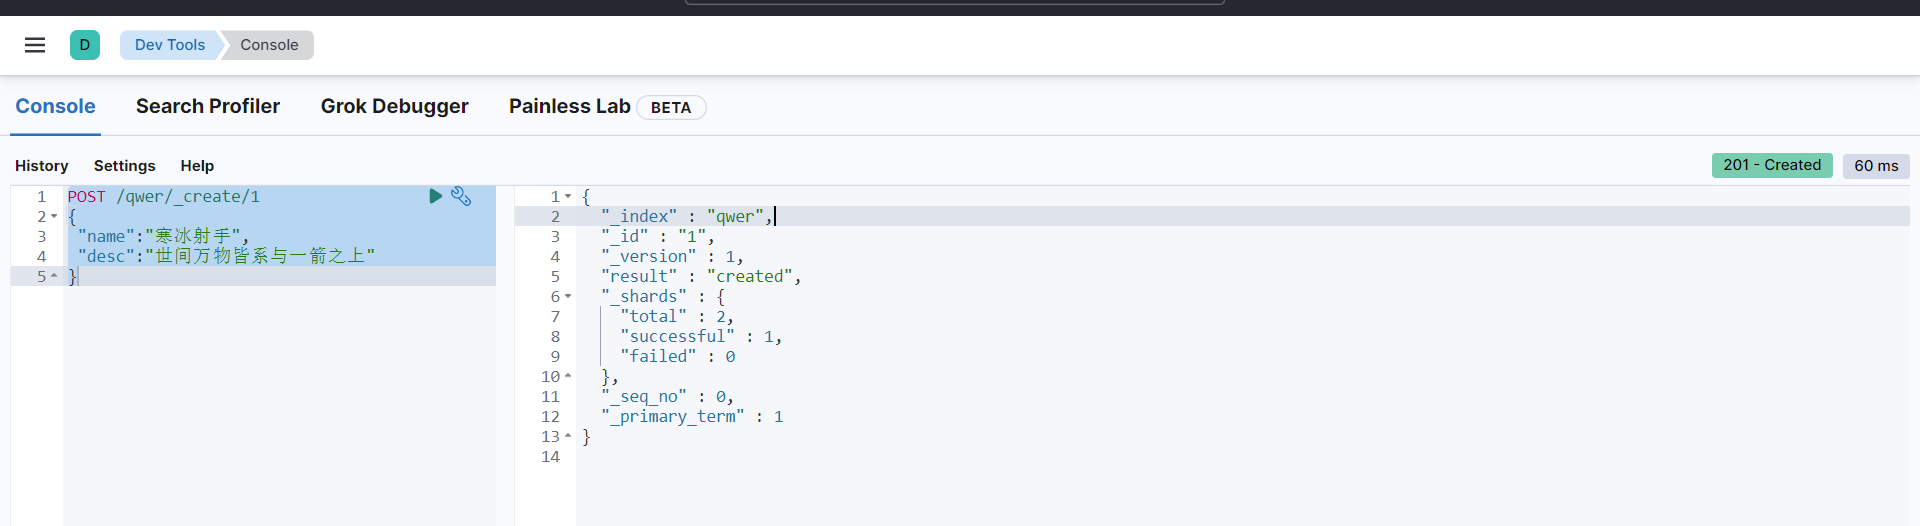 D Dev Tools Console
Console Search Profiler Grok Debugger Painless Lab BETA
History Settings Help 201 - Created 60 ms
1 POST /qwer/_create/1
2 {
3 "name":"寒冰射手",
4 "desc":"世间万物皆系与一箭之上"
5 }
1 {
2 "_index" : "qwer",
3 "_id" : "1",
4 "_version" : 1,
5 "result" : "created",
6 "_shards" : {
7 "total" : 2,
8 "successful" : 1,
9 "failed" : 0
10 },
11 "_seq_no" : 0,
12 "_primary_term" : 1
13 }
14